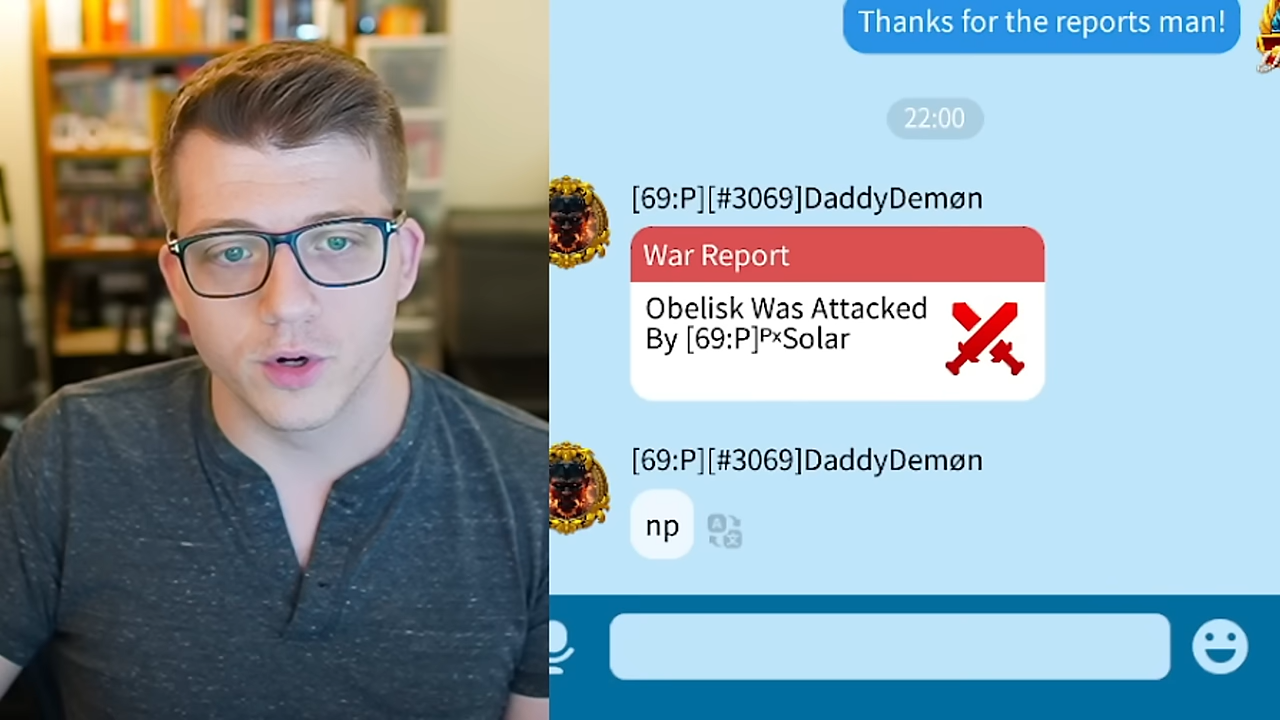 Thanks for the reports man!
22:00
[69:P][#3069]DaddyDemøn
War Report
Obelisk Was Attacked
By [69:P]ᴾˣSolar
[69:P][#3069]DaddyDemøn
np